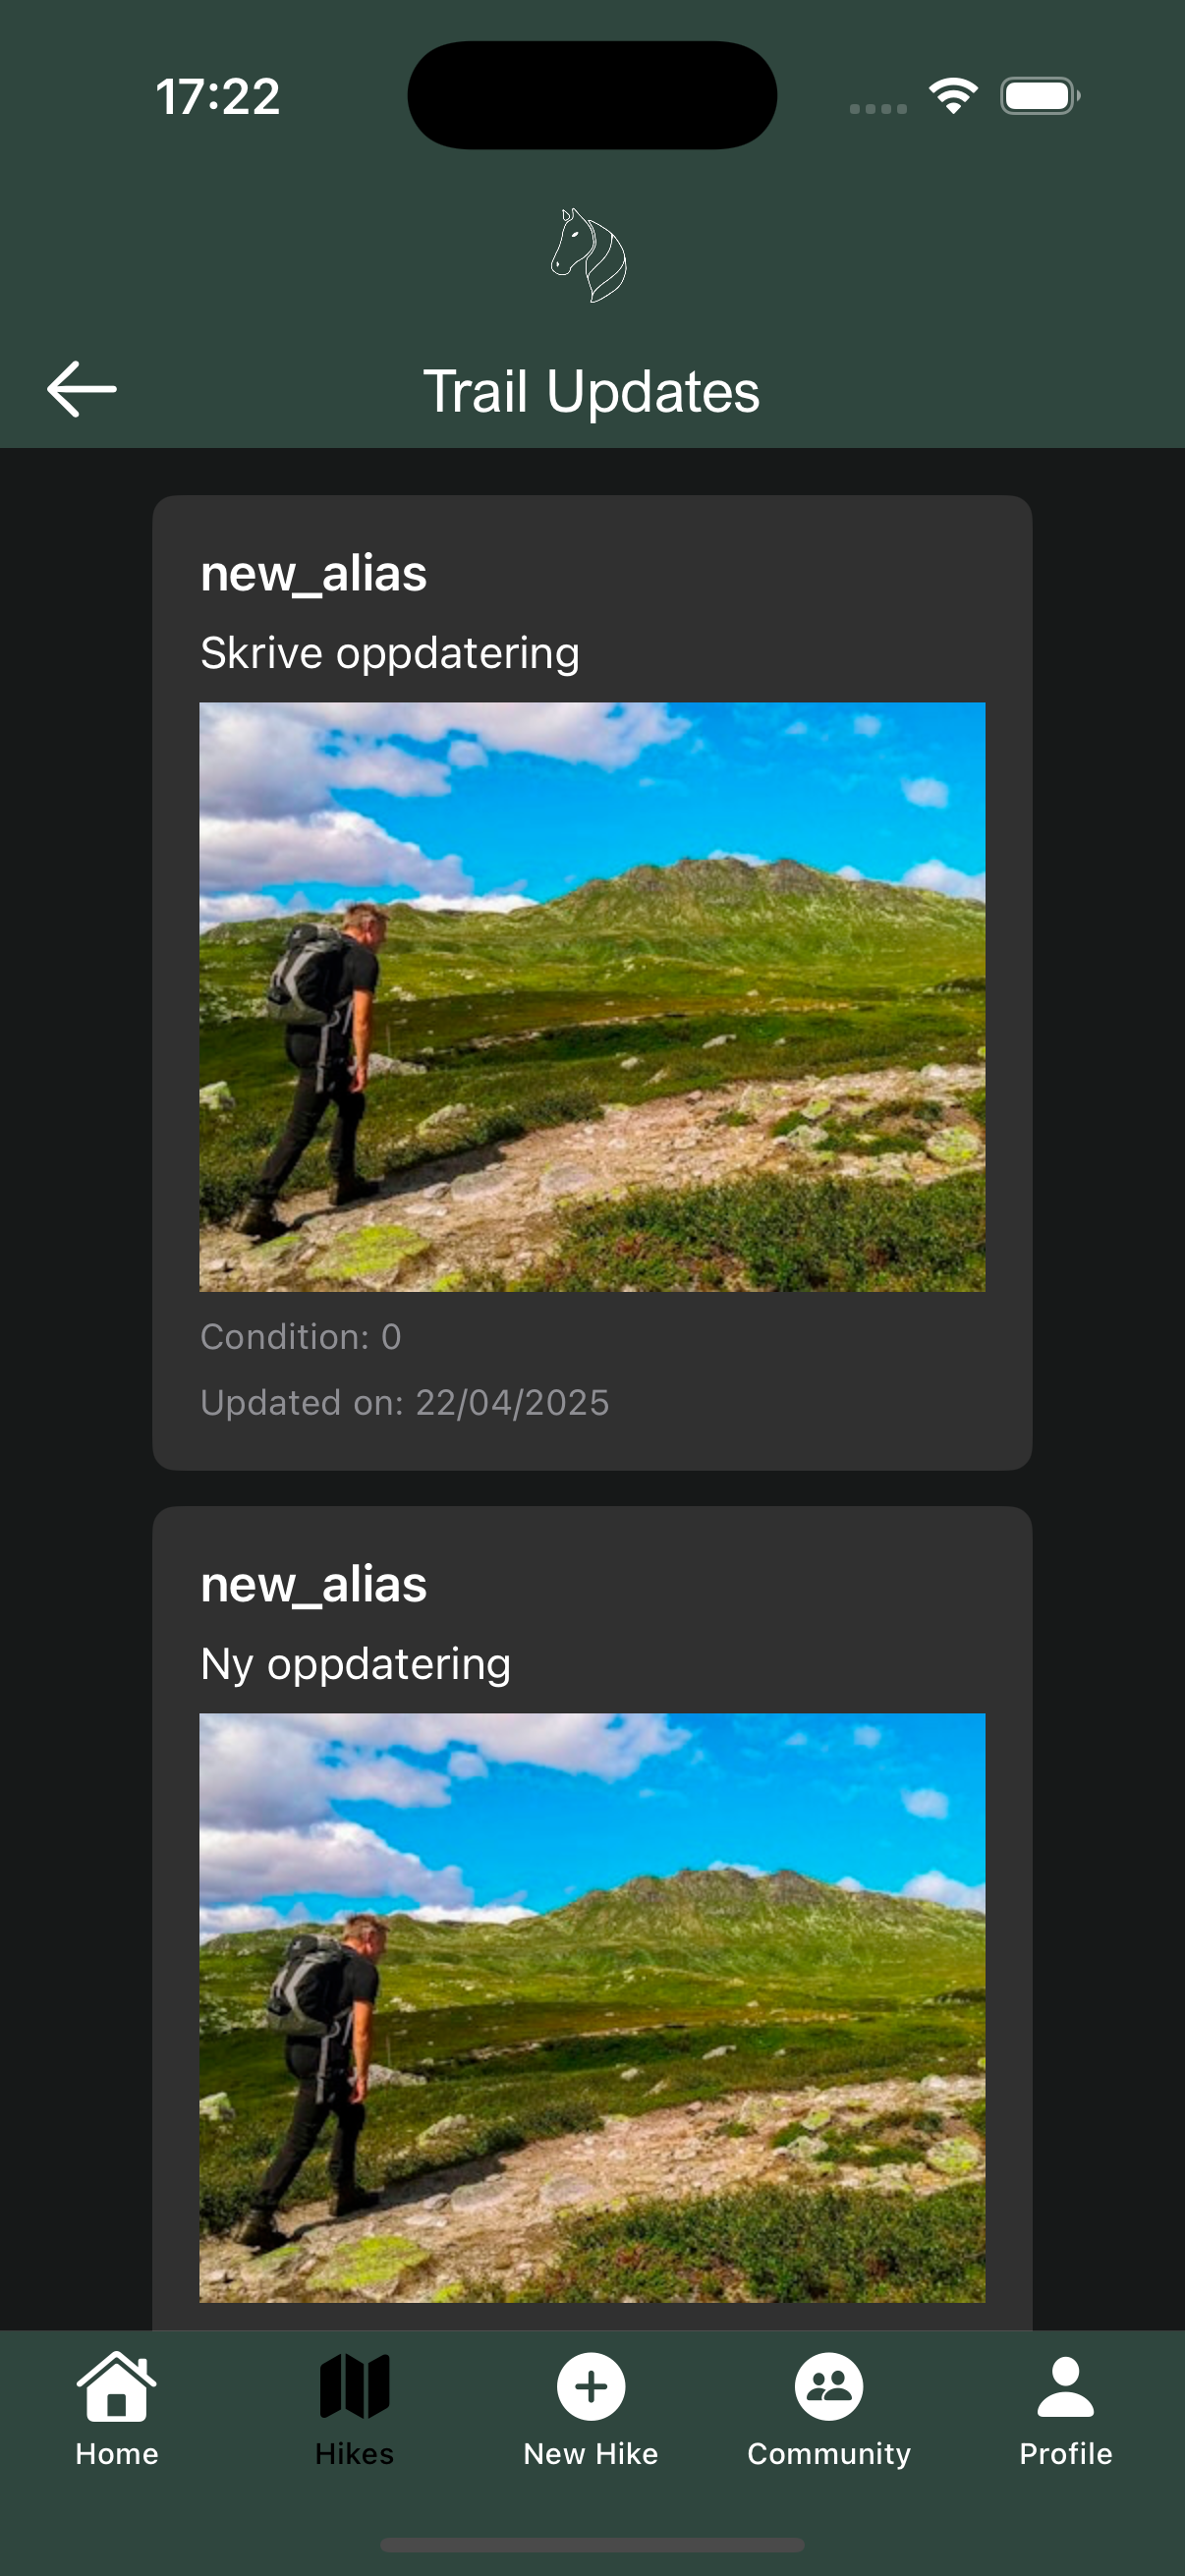 17:22
Trail Updates
new_alias
Skrive oppdatering
Condition: 0
Updated on: 22/04/2025
new_alias
Ny oppdatering
Home
Hikes
New Hike
Community
Profile